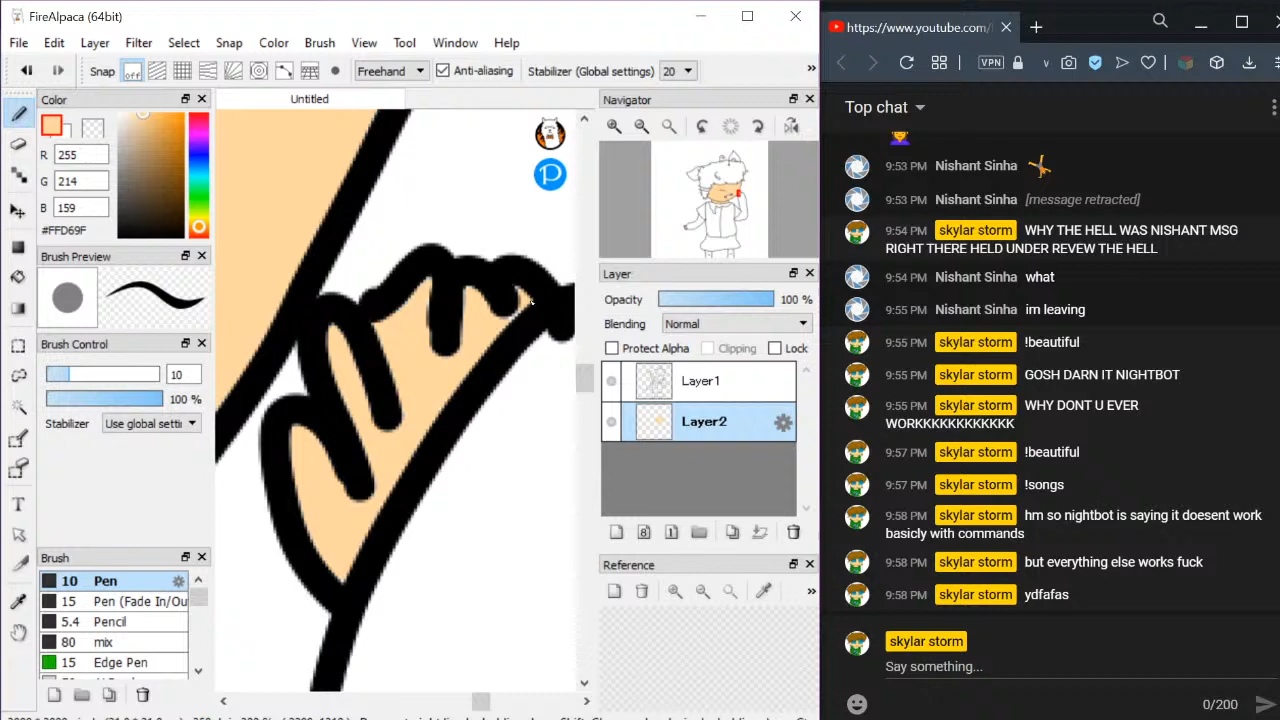 FireAlpaca (64bit)
File Edit Layer Filter Select Snap Color Brush View Tool Window Help
Snap off Freehand Anti-aliasing Stabilizer (Global settings) 20 »
Color
R 255
G 214
B 159
#FFD69F
Brush Preview
Brush Control
10
100 %
Stabilizer Use global setti
Brush
10 Pen
15 Pen (Fade In/Ou
5.4 Pencil
80 mix
15 Edge Pen
Untitled
Navigator
Layer
Opacity 100 %
Blending Normal
Protect Alpha Clipping Lock
Layer1
Layer2
Reference
»
https://www.youtube.com/
VPN
Top chat
9:53 PM Nishant Sinha
9:53 PM Nishant Sinha [message retracted]
9:54 PM skylar storm WHY THE HELL WAS NISHANT MSG
RIGHT THERE HELD UNDER REVEW THE HELL
9:54 PM Nishant Sinha what
9:55 PM Nishant Sinha im leaving
9:55 PM skylar storm !beautiful
9:55 PM skylar storm GOSH DARN IT NIGHTBOT
9:55 PM skylar storm WHY DONT U EVER
WORKKKKKKKKKKK
9:57 PM skylar storm !beautiful
9:57 PM skylar storm !songs
9:58 PM skylar storm hm so nightbot is saying it doesent work
basicly with commands
9:58 PM skylar storm but everything else works fuck
9:58 PM skylar storm ydfafas
skylar storm
Say something...
0/200